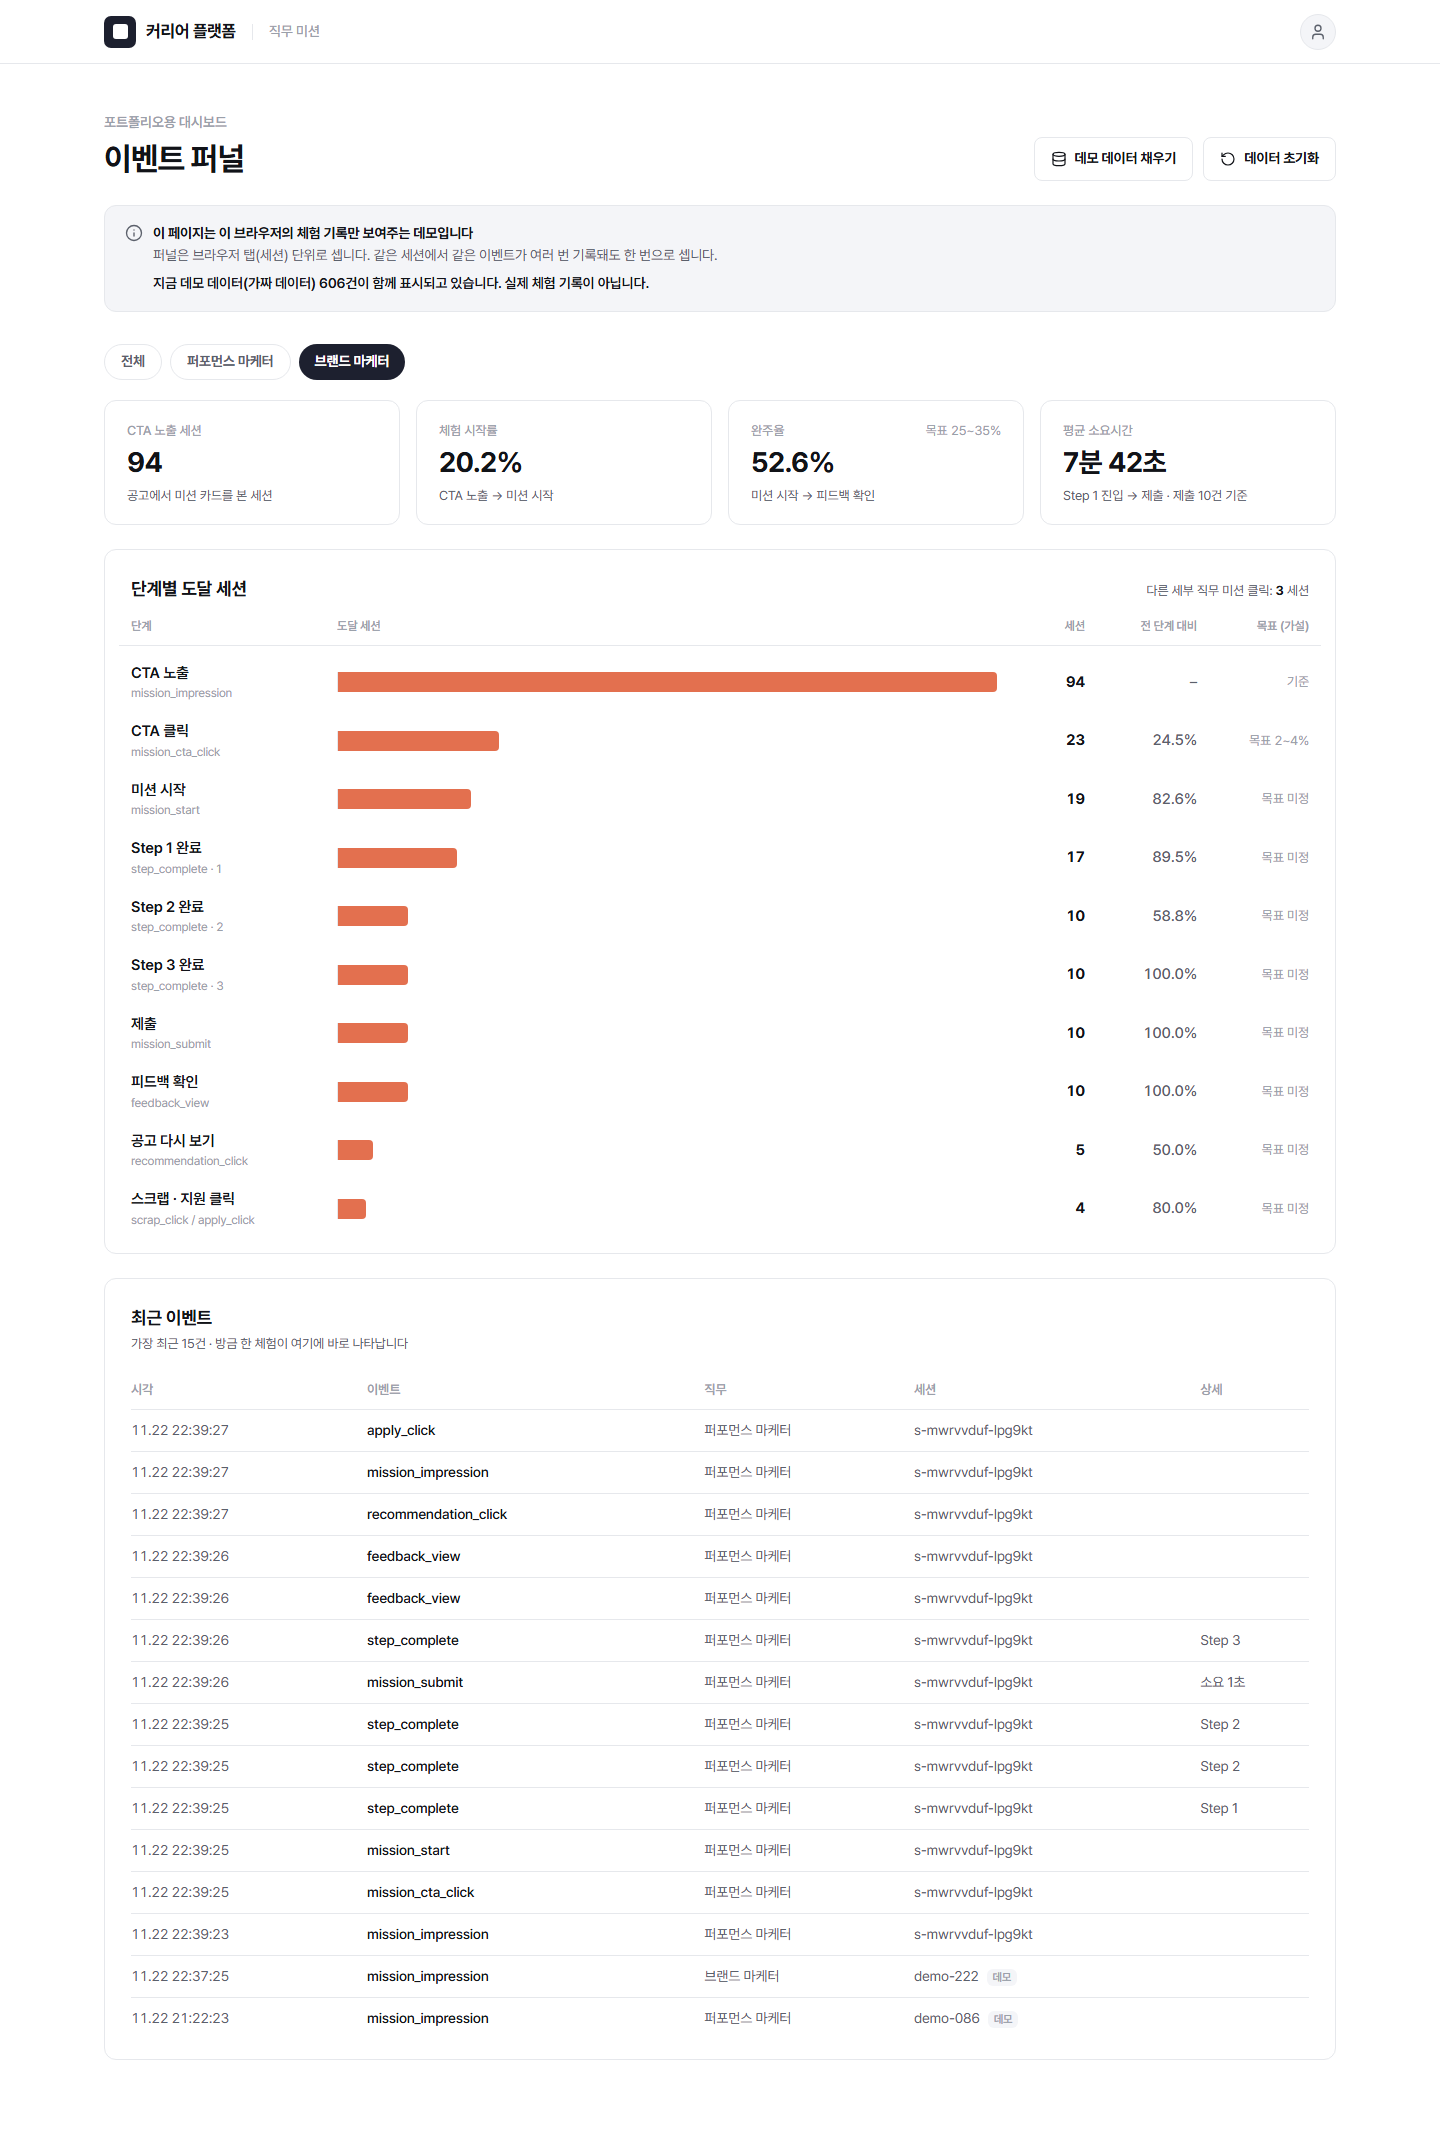 커리어 플랫폼 직무 미션
포트폴리오용 대시보드
이벤트 퍼널
데모 데이터 채우기 데이터 초기화
이 페이지는 이 브라우저의 체험 기록만 보여주는 데모입니다
퍼널은 브라우저 탭(세션) 단위로 셉니다. 같은 세션에서 같은 이벤트가 여러 번 기록돼도 한 번으로 셉니다.
지금 데모 데이터(가짜 데이터) 606건이 함께 표시되고 있습니다. 실제 체험 기록이 아닙니다.
전체 퍼포먼스 마케터 브랜드 마케터
CTA 노출 세션
94
공고에서 미션 카드를 본 세션
체험 시작률
20.2%
CTA 노출 → 미션 시작
완주율 목표 25~35%
52.6%
미션 시작 → 피드백 확인
평균 소요시간
7분 42초
Step 1 진입 → 제출 · 제출 10건 기준
단계별 도달 세션 다른 세부 직무 미션 클릭: 3 세션
단계 도달 세션 세션 전 단계 대비 목표 (가설)
CTA 노출 94 – 기준
mission_impression
CTA 클릭 23 24.5% 목표 2~4%
mission_cta_click
미션 시작 19 82.6% 목표 미정
mission_start
Step 1 완료 17 89.5% 목표 미정
step_complete · 1
Step 2 완료 10 58.8% 목표 미정
step_complete · 2
Step 3 완료 10 100.0% 목표 미정
step_complete · 3
제출 10 100.0% 목표 미정
mission_submit
피드백 확인 10 100.0% 목표 미정
feedback_view
공고 다시 보기 5 50.0% 목표 미정
recommendation_click
스크랩 · 지원 클릭 4 80.0% 목표 미정
scrap_click / apply_click
최근 이벤트
가장 최근 15건 · 방금 한 체험이 여기에 바로 나타납니다
시각 이벤트 직무 세션 상세
11.22 22:39:27 apply_click 퍼포먼스 마케터 s-mwrvvduf-lpg9kt
11.22 22:39:27 mission_impression 퍼포먼스 마케터 s-mwrvvduf-lpg9kt
11.22 22:39:27 recommendation_click 퍼포먼스 마케터 s-mwrvvduf-lpg9kt
11.22 22:39:26 feedback_view 퍼포먼스 마케터 s-mwrvvduf-lpg9kt
11.22 22:39:26 feedback_view 퍼포먼스 마케터 s-mwrvvduf-lpg9kt
11.22 22:39:26 step_complete 퍼포먼스 마케터 s-mwrvvduf-lpg9kt Step 3
11.22 22:39:26 mission_submit 퍼포먼스 마케터 s-mwrvvduf-lpg9kt 소요 1초
11.22 22:39:25 step_complete 퍼포먼스 마케터 s-mwrvvduf-lpg9kt Step 2
11.22 22:39:25 step_complete 퍼포먼스 마케터 s-mwrvvduf-lpg9kt Step 2
11.22 22:39:25 step_complete 퍼포먼스 마케터 s-mwrvvduf-lpg9kt Step 1
11.22 22:39:25 mission_start 퍼포먼스 마케터 s-mwrvvduf-lpg9kt
11.22 22:39:25 mission_cta_click 퍼포먼스 마케터 s-mwrvvduf-lpg9kt
11.22 22:39:23 mission_impression 퍼포먼스 마케터 s-mwrvvduf-lpg9kt
11.22 22:37:25 mission_impression 브랜드 마케터 demo-222 데모
11.22 21:22:23 mission_impression 퍼포먼스 마케터 demo-086 데모